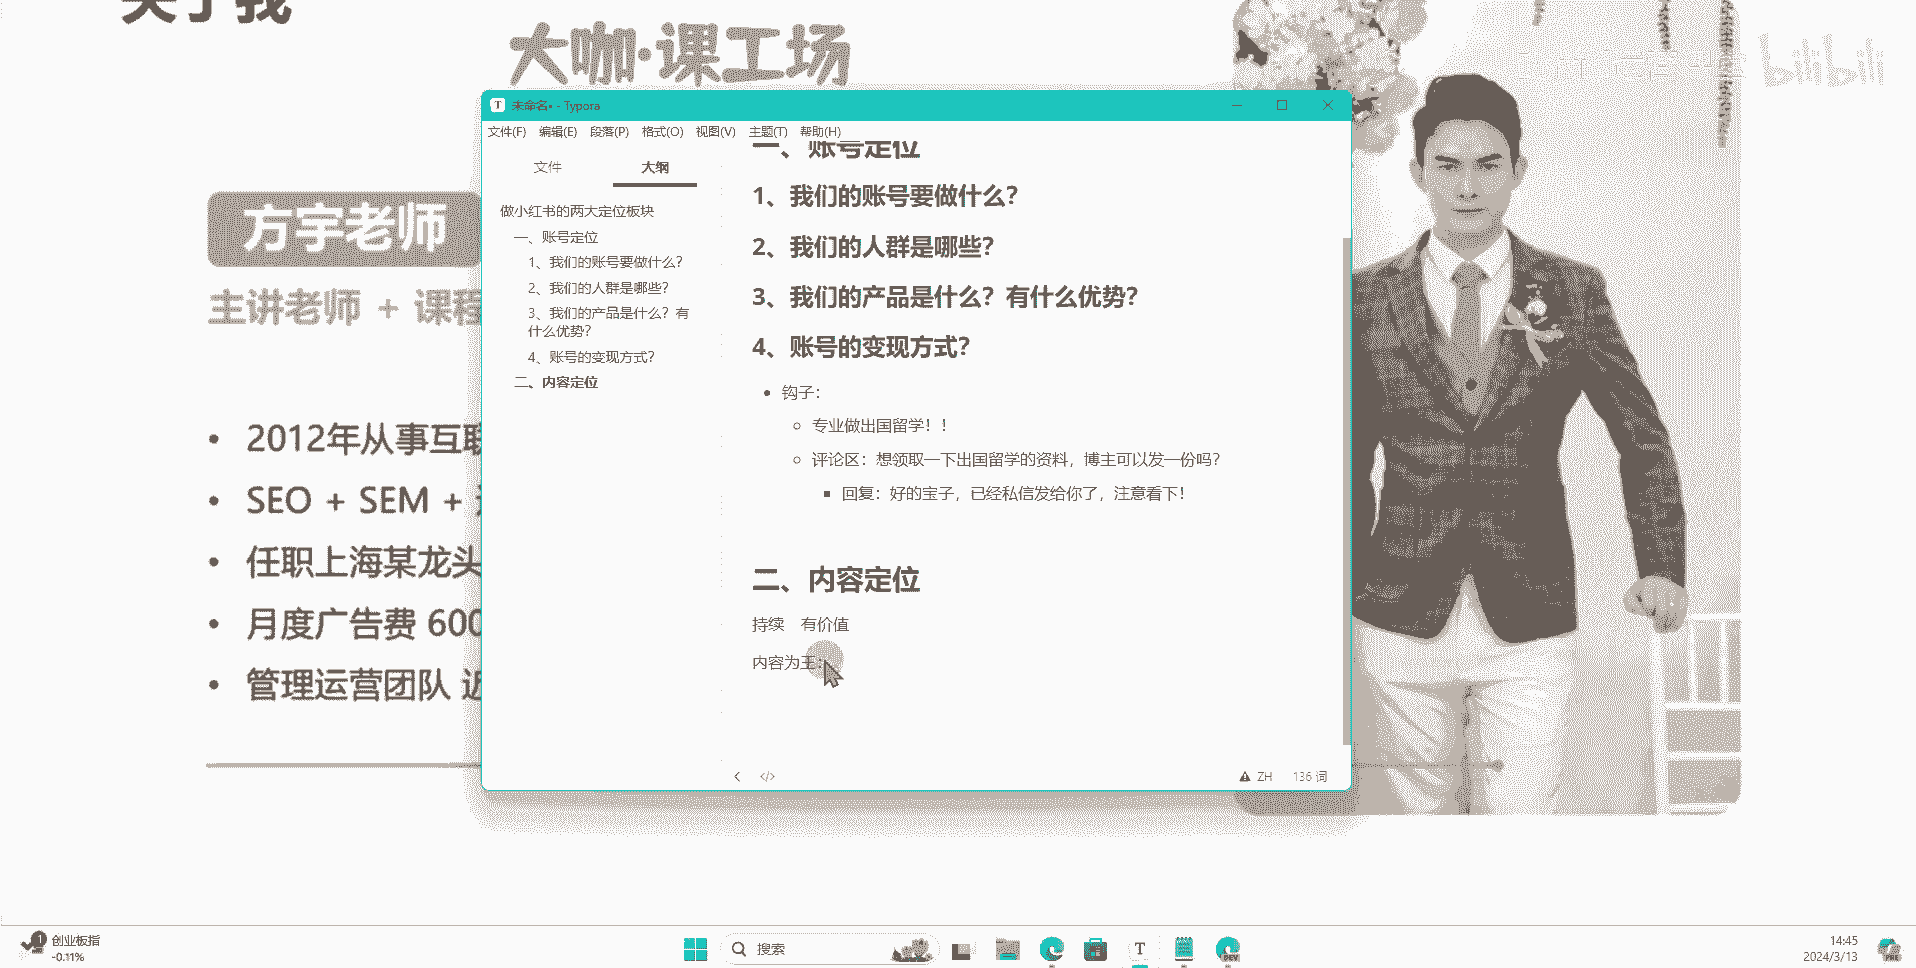 关于我
大咖·课工场
bilibili
方宇老师
主讲老师 + 课程
2012年从事互联
SEO + SEM +
任职上海某龙头
月度广告费 600
管理运营团队 近
未命名• - Typora
文件(F) 编辑(E) 段落(P) 格式(O) 视图(V) 主题(T) 帮助(H)
文件 大纲
做小红书的两大定位板块
一、账号定位
1、我们的账号要做什么？
2、我们的人群是哪些？
3、我们的产品是什么？有
什么优势？
4、账号的变现方式？
二、内容定位
一、账号定位
1、我们的账号要做什么？
2、我们的人群是哪些？
3、我们的产品是什么？有什么优势？
4、账号的变现方式？
钩子：
专业做出国留学！！
评论区：想领取一下出国留学的资料，博主可以发一份吗？
回复：好的宝子，已经私信发给你了，注意看下！
二、内容定位
持续 有价值
内容为王：
ZH 136 词
1 创业板指
-0.11%
搜索
T
DEV
14:45
2024/3/13
PRE